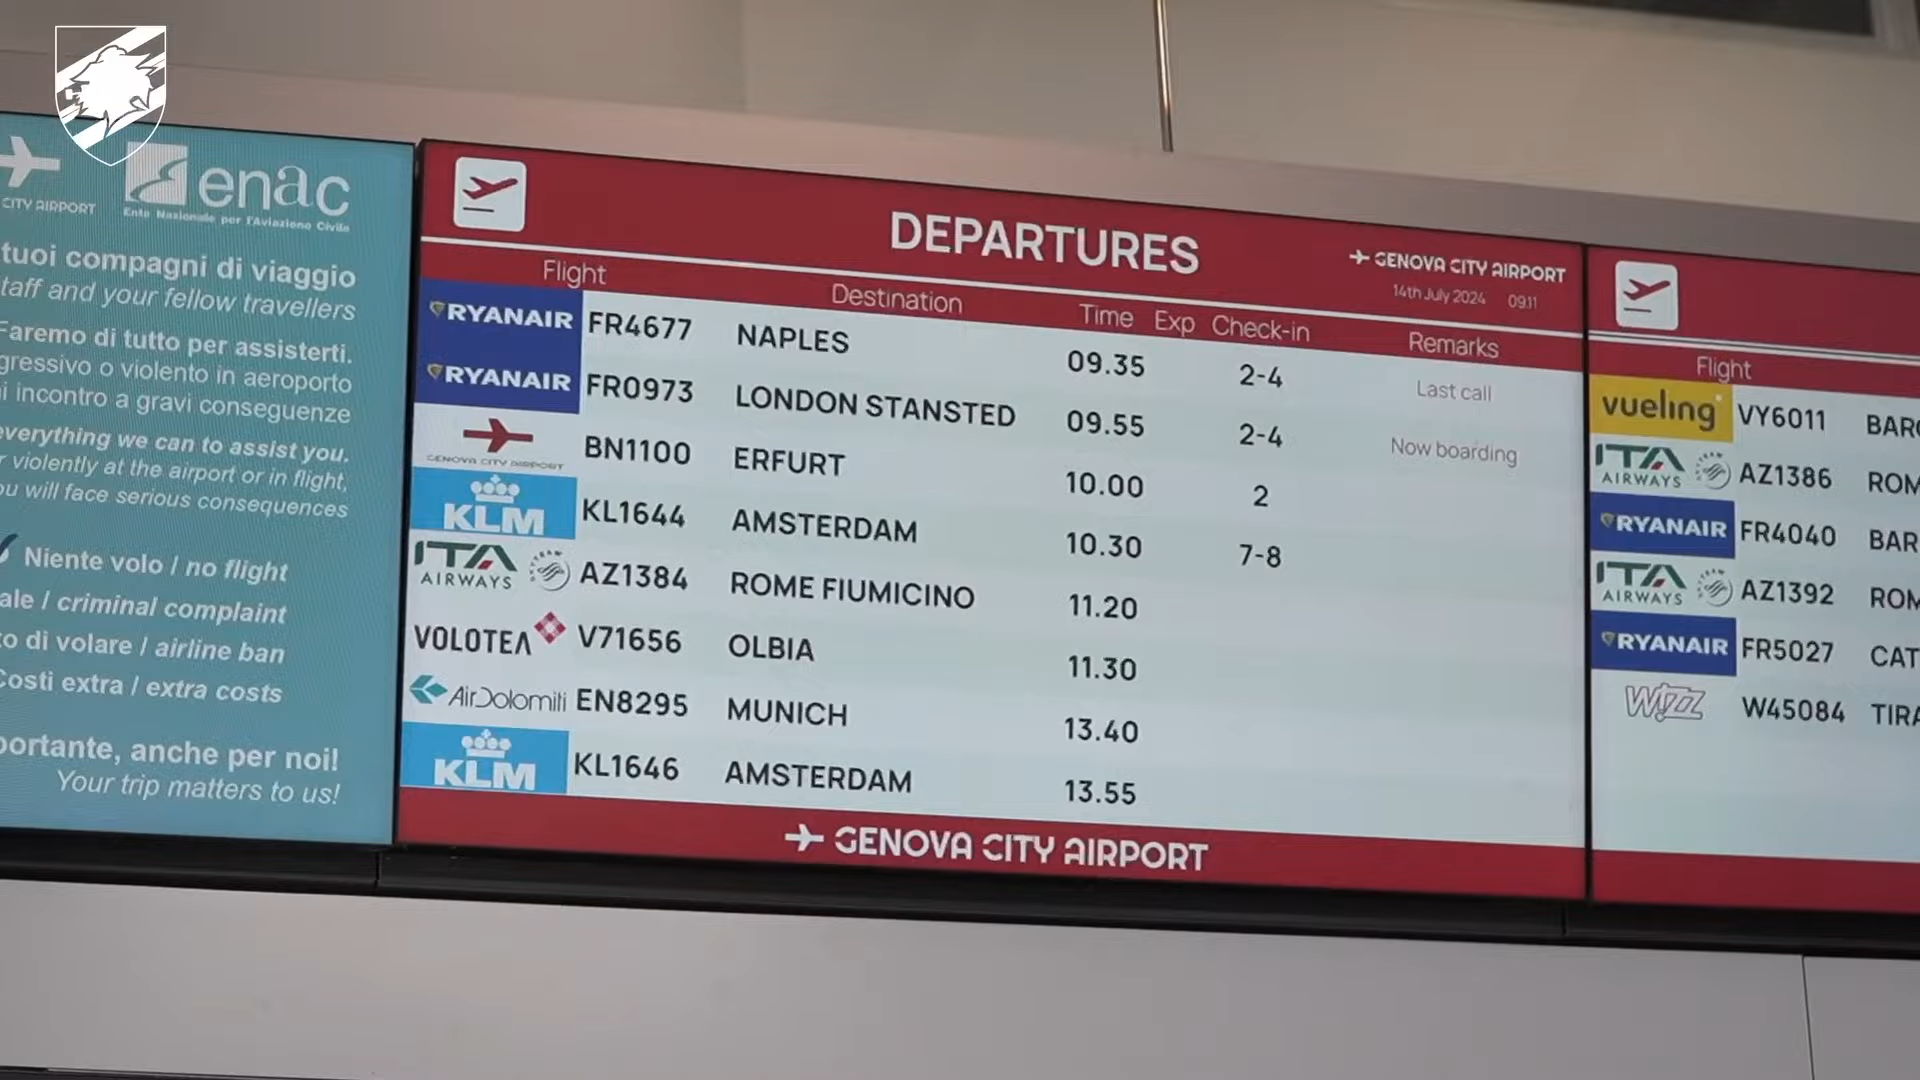 CITY AIRPORT
enac
Ente Nazionale per l'Aviazione Civile
tuoi compagni di viaggio
taff and your fellow travellers
Faremo di tutto per assisterti.
gressivo o violento in aeroporto
i incontro a gravi conseguenze
everything we can to assist you.
r violently at the airport or in flight,
ou will face serious consequences
Niente volo / no flight
ale / criminal complaint
to di volare / airline ban
Costi extra / extra costs
portante, anche per noi!
Your trip matters to us!
DEPARTURES
GENOVA CITY AIRPORT
14th July 2024 09.11
Flight Destination Time Exp Check-in Remarks
RYANAIR FR4677 NAPLES 09.35 2-4 Last call
RYANAIR FR0973 LONDON STANSTED 09.55 2-4 Now boarding
GENOVA CITY AIRPORT BN1100 ERFURT 10.00 2
KLM KL1644 AMSTERDAM 10.30 7-8
ITA AIRWAYS AZ1384 ROME FIUMICINO 11.20
VOLOTEA V71656 OLBIA 11.30
AirDolomiti EN8295 MUNICH 13.40
KLM KL1646 AMSTERDAM 13.55
GENOVA CITY AIRPORT
Flight
vueling VY6011 BARC
ITA AIRWAYS AZ1386 ROM
RYANAIR FR4040 BAR
ITA AIRWAYS AZ1392 ROM
RYANAIR FR5027 CAT
WIZZ W45084 TIRA